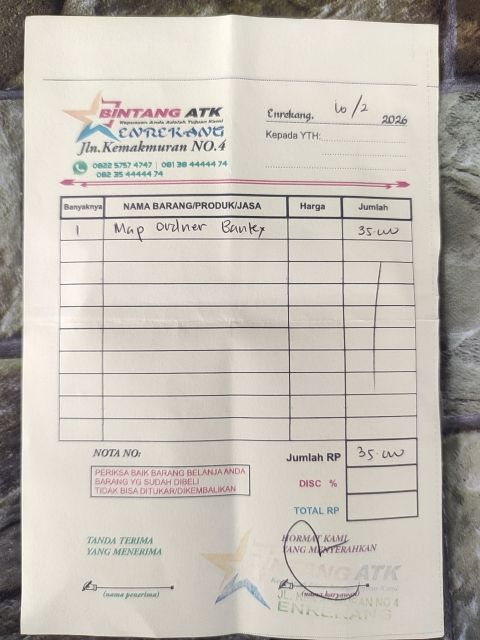 BINTANG ATK
Kepuasan Anda Adalah Tujuan Kami
ENREKANG
Jln.Kemakmuran NO.4
0822 5757 4747 | 081 38 44444 74
082 35 44444 74
Enrekang, 10/2 2026
Kepada YTH:
Banyaknya NAMA BARANG/PRODUK/JASA Harga Jumlah
1 Map Ordner Bantex 35.000
NOTA NO:
Jumlah RP 35.000
PERIKSA BAIK BARANG BELANJA ANDA
BARANG YG SUDAH DIBELI
TIDAK BISA DITUKAR/DIKEMBALIKAN
DISC %
TOTAL RP
TANDA TERIMA
YANG MENERIMA
HORMAT KAMI
YANG MENYERAHKAN
(nama penerima)
(nama karyawan)
BINTANG ATK
NO 4
ENREKANG